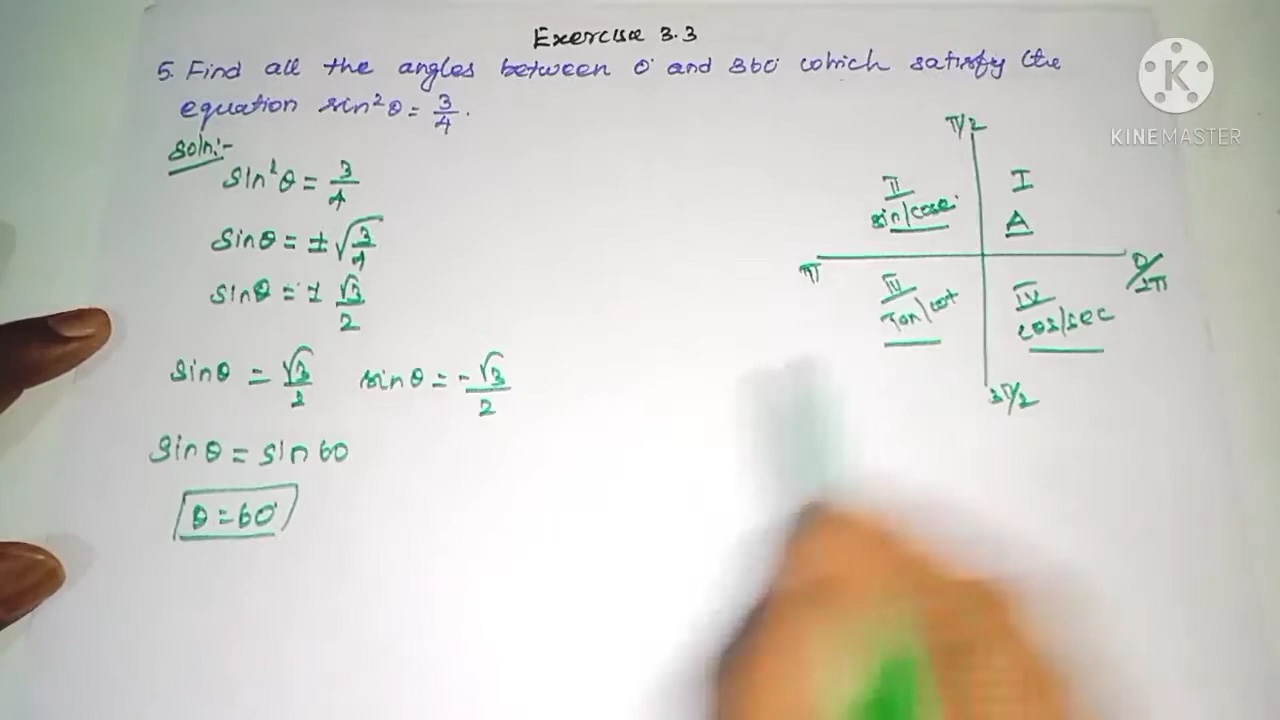 Exercise 3.3
5. Find all the angles between 0° and 360° which satisfy the
equation sin²θ = 3/4.
Soln:-
sin²θ = 3/4
sinθ = ±√3/4
sinθ = ± √3/2
sinθ = √3/2 sinθ = -√3/2
sinθ = sin 60
θ = 60°
K
KINEMASTER
π/2
II
sin/cosec
I
A
π
0/2π
IV
Tan/cot
IV
cos/sec
3π/2